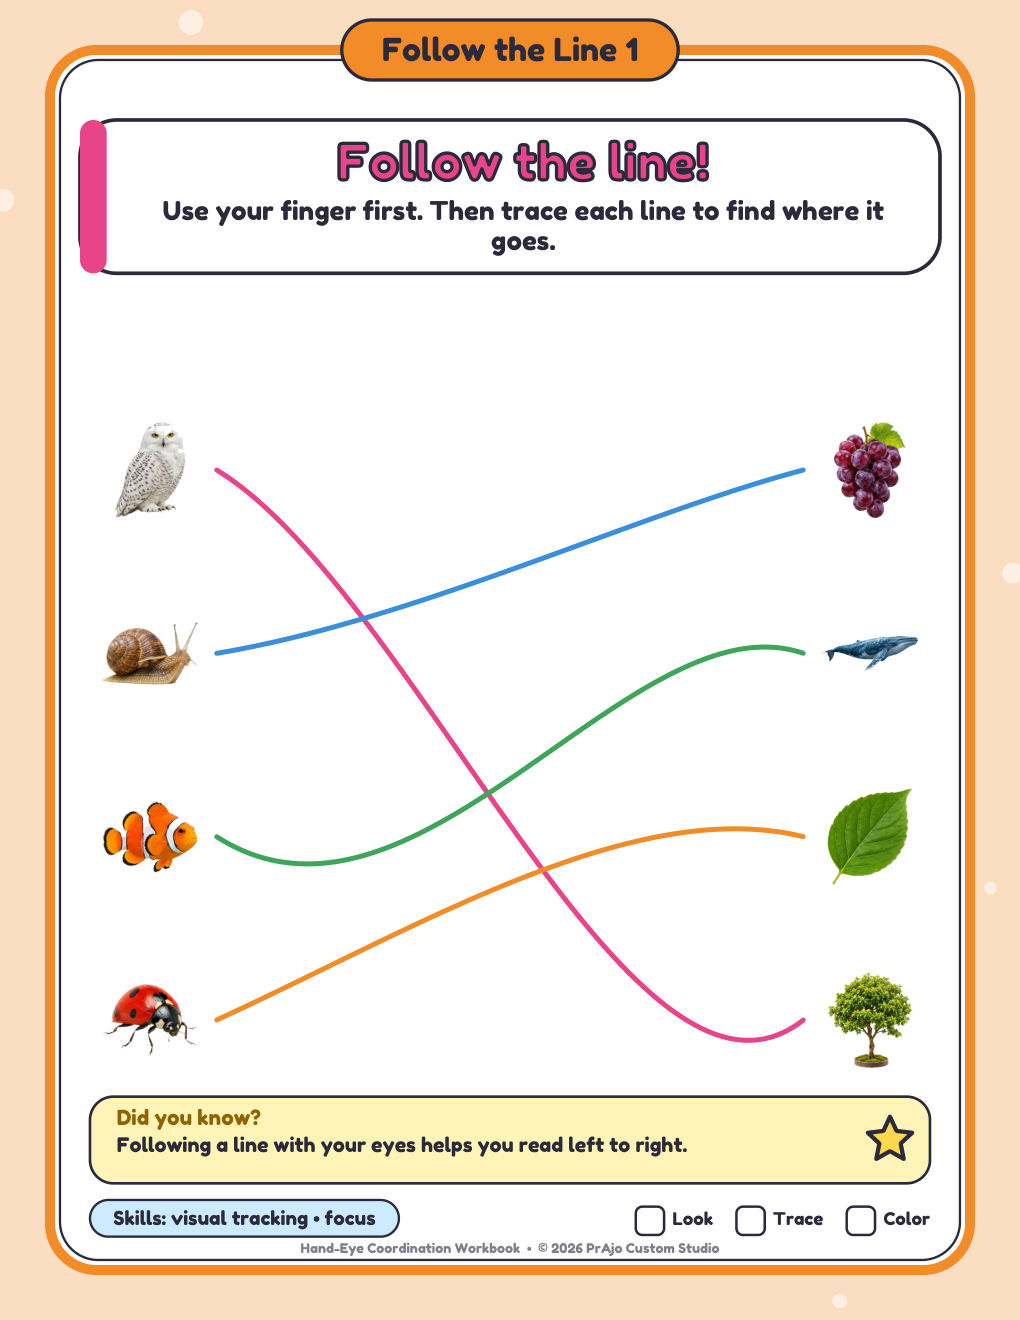 Follow the Line 1
Follow the line!
Use your finger first. Then trace each line to find where it
goes.
Did you know?
Following a line with your eyes helps you read left to right.
Skills: visual tracking • focus
Look
Trace
Color
Hand-Eye Coordination Workbook • © 2026 PrAjo Custom Studio